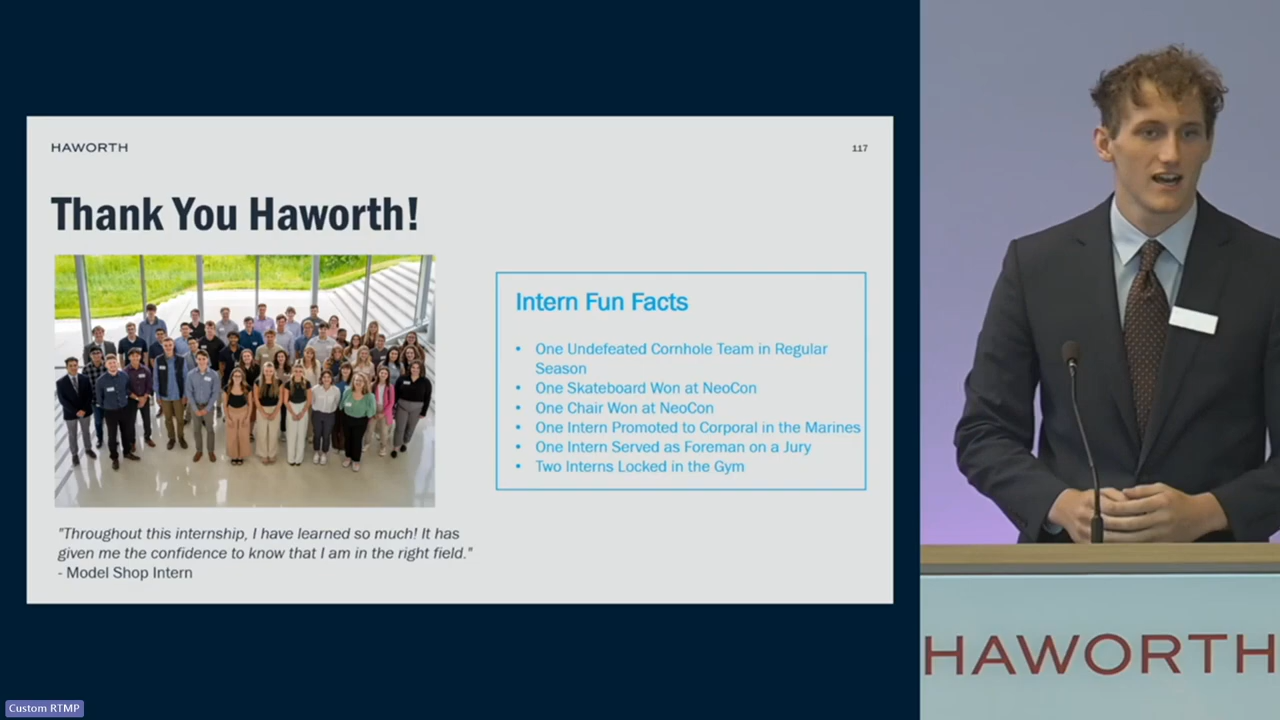 HAWORTH
117
Thank You Haworth!
Intern Fun Facts
• One Undefeated Cornhole Team in Regular
Season
• One Skateboard Won at NeoCon
• One Chair Won at NeoCon
• One Intern Promoted to Corporal in the Marines
• One Intern Served as Foreman on a Jury
• Two Interns Locked in the Gym
"Throughout this internship, I have learned so much! It has
given me the confidence to know that I am in the right field."
- Model Shop Intern
HAWORTH
Custom RTMP